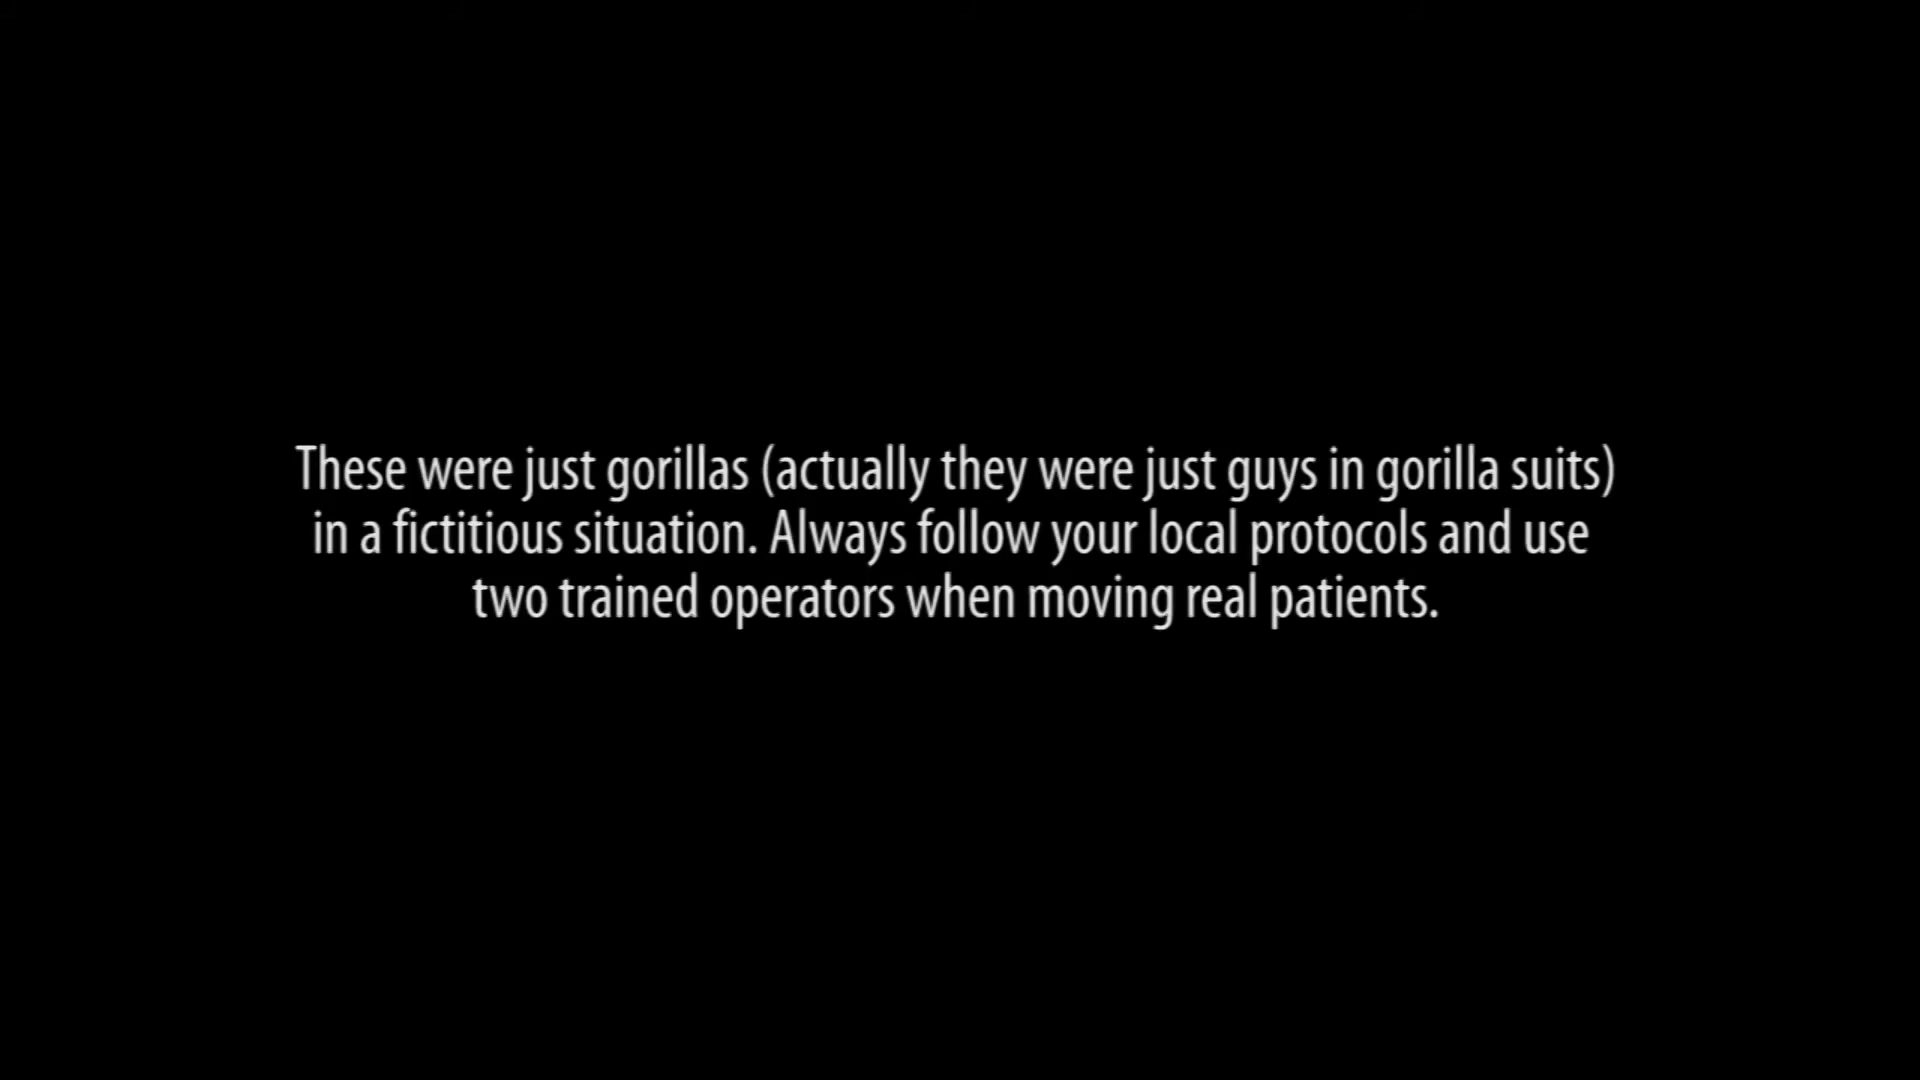 These were just gorillas (actually they were just guys in gorilla suits)
in a fictitious situation. Always follow your local protocols and use
two trained operators when moving real patients.